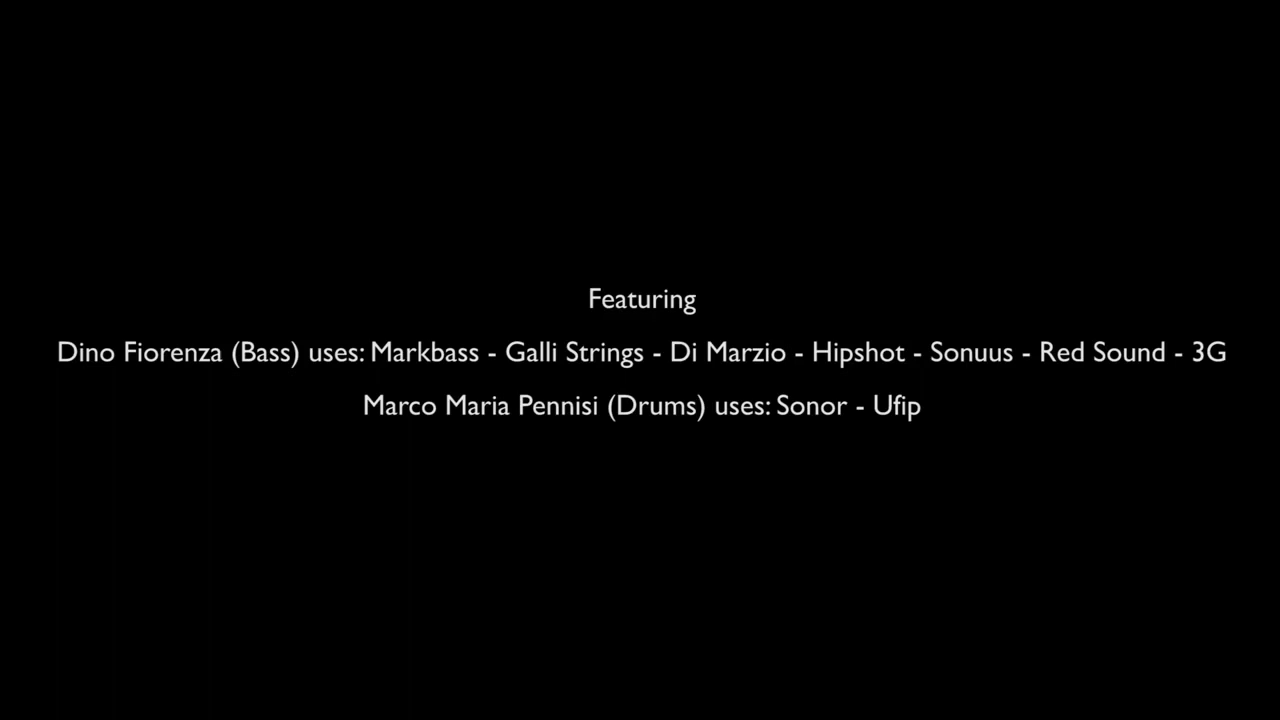 Featuring
Dino Fiorenza (Bass) uses: Markbass - Galli Strings - Di Marzio - Hipshot - Sonuus - Red Sound - 3G
Marco Maria Pennisi (Drums) uses: Sonor - Ufip